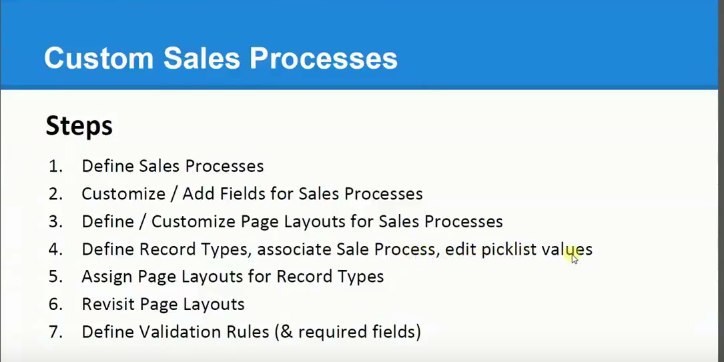 Custom Sales Processes
Steps
1. Define Sales Processes
2. Customize / Add Fields for Sales Processes
3. Define / Customize Page Layouts for Sales Processes
4. Define Record Types, associate Sale Process, edit picklist values
5. Assign Page Layouts for Record Types
6. Revisit Page Layouts
7. Define Validation Rules (& required fields)